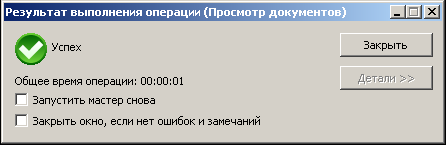 Результат выполнения операции (Просмотр документов)
Успех
Закрыть
Общее время операции: 00:00:01
Детали >>
Запустить мастер снова
Закрыть окно, если нет ошибок и замечаний